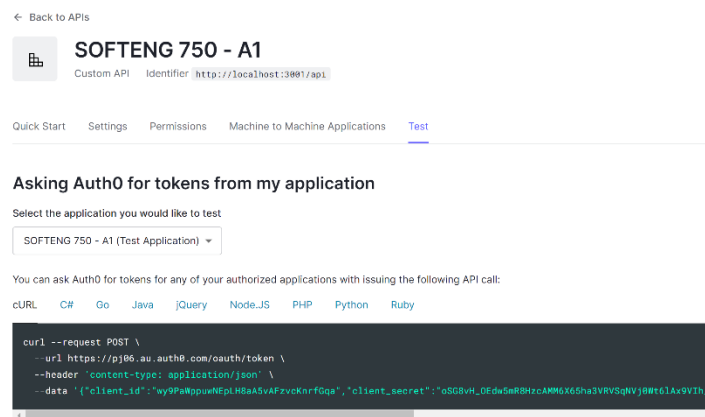 ← Back to APIs
SOFTENG 750 - A1
Custom API Identifier http://localhost:3001/api
Quick Start Settings Permissions Machine to Machine Applications Test
Asking Auth0 for tokens from my application
Select the application you would like to test
SOFTENG 750 - A1 (Test Application)
You can ask Auth0 for tokens for any of your authorized applications with issuing the following API call:
cURL C# Go Java jQuery Node.JS PHP Python Ruby
curl --request POST \
--url https://pj06.au.auth0.com/oauth/token \
--header 'content-type: application/json' \
--data '{"client_id":"wy9PaWppuwNEpLH8aA5vAFzvcKnrfGqa","client_secret":"oSG8vH_OEdw5mR8HzcAMM6X65ha3VRVSqNVj0Wt6lAx9VIh